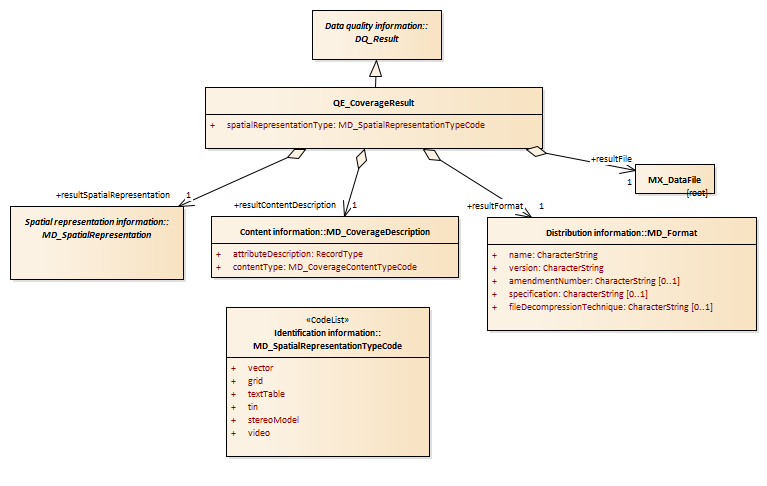 Data quality information::
DQ_Result
QE_CoverageResult
+ spatialRepresentationType: MD_SpatialRepresentationTypeCode
+resultSpatialRepresentation 1
+resultContentDescription 1
+resultFormat 1
+resultFile
1
MX_DataFile
{root}
Spatial representation information::
MD_SpatialRepresentation
Content information::MD_CoverageDescription
+ attributeDescription: RecordType
+ contentType: MD_CoverageContentTypeCode
Distribution information::MD_Format
+ name: CharacterString
+ version: CharacterString
+ amendmentNumber: CharacterString [0..1]
+ specification: CharacterString [0..1]
+ fileDecompressionTechnique: CharacterString [0..1]
«CodeList»
Identification information::
MD_SpatialRepresentationTypeCode
+ vector
+ grid
+ textTable
+ tin
+ stereoModel
+ video